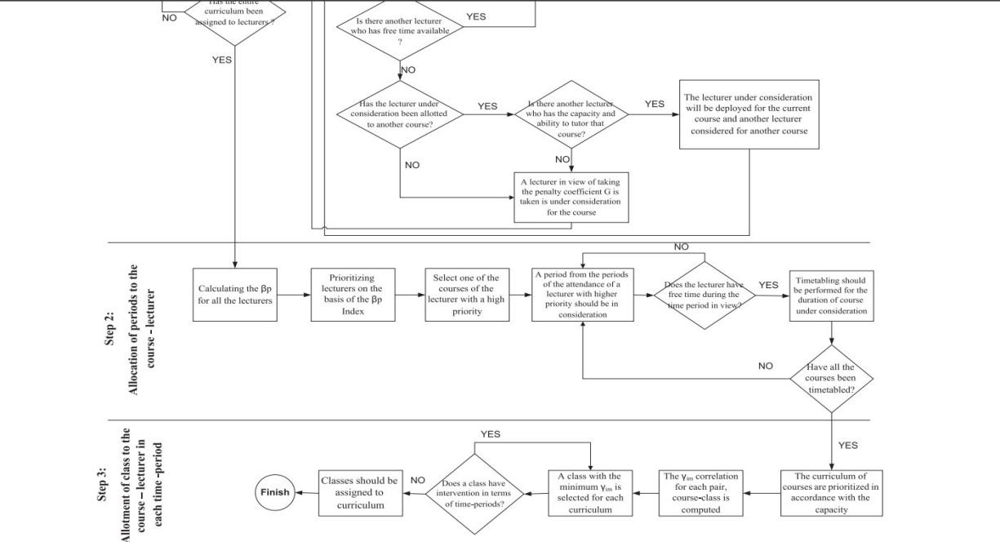 Has the entire
curriculum been
assigned to lecturers ?
NO
YES
Is there another lecturer
who has free time available
?
YES
NO
Has the lecturer under
consideration been allotted
to another course?
YES
NO
Is there another lecturer
who has the capacity and
ability to tutor that
course?
YES
NO
The lecturer under consideration
will be deployed for the current
course and another lecturer
considered for another course
A lecturer in view of taking
the penalty coefficient G is
taken is under consideration
for the course
Step 2:
Allocation of periods to the
course - lecturer
Calculating the βp
for all the lecturers
Prioritizing
lecturers on the
basis of the βp
Index
Select one of the
courses of the
lecturer with a high
priority
A period from the periods
of the attendance of a
lecturer with higher
priority should be in
consideration
NO
Does the lecturer have
free time during the
time period in view?
YES
Timetabling should
be performed for the
duration of course
under consideration
Have all the
courses been
timetabled?
NO
YES
Step 3:
Allotment of class to the
course – lecturer in
each time-period
The curriculum of
courses are prioritized in
accordance with the
capacity
The γim correlation
for each pair,
course-class is
computed
A class with the
minimum γim is
selected for each
curriculum
YES
Does a class have
intervention in terms
of time-periods?
NO
Classes should be
assigned to
curriculum
Finish